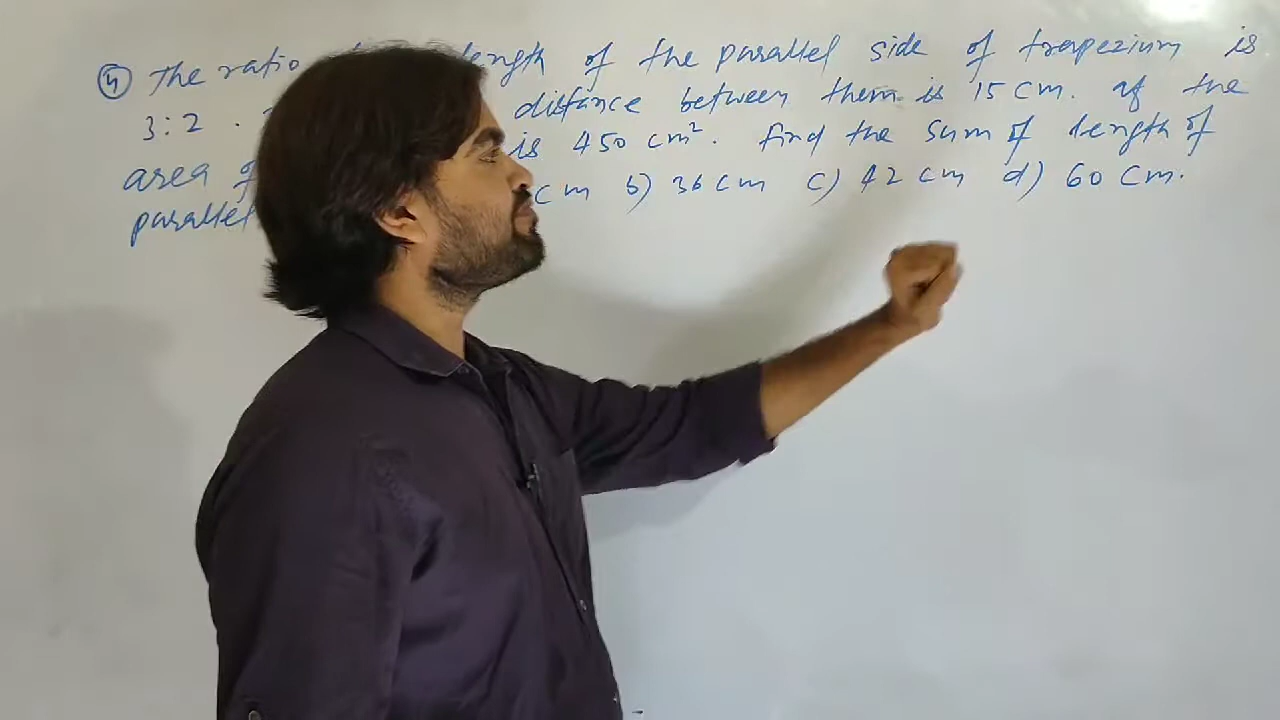 4 The ratio length of the parallel side of trapezium is
3:2. distance between them is 15 cm. If the
area of is 450 cm². find the sum of length of
parallel cm b) 36 cm c) 42 cm d) 60 cm.